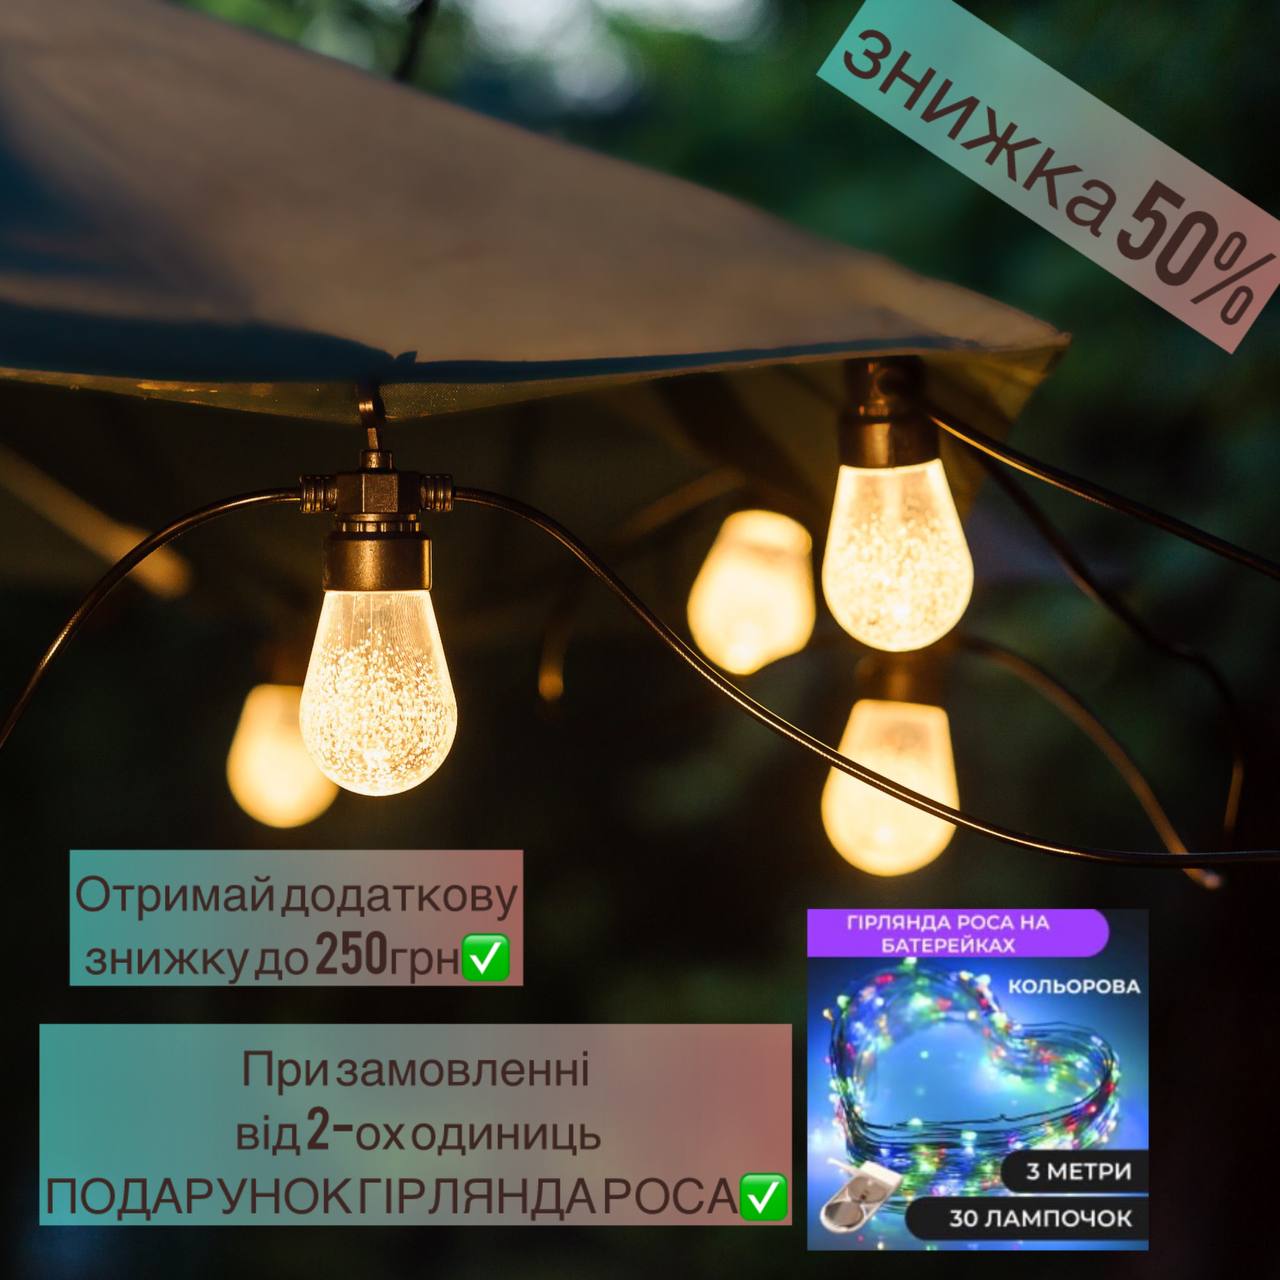 знижка 50%
Отримай додаткову
знижку до 250грн✅
При замовленні
від 2-ох одиниць
ПОДАРУНОК ГІРЛЯНДА РОСА✅
ГІРЛЯНДА РОСА НА
БАТЕРЕЙКАХ
КОЛЬОРОВА
3 МЕТРИ
30 ЛАМПОЧОК